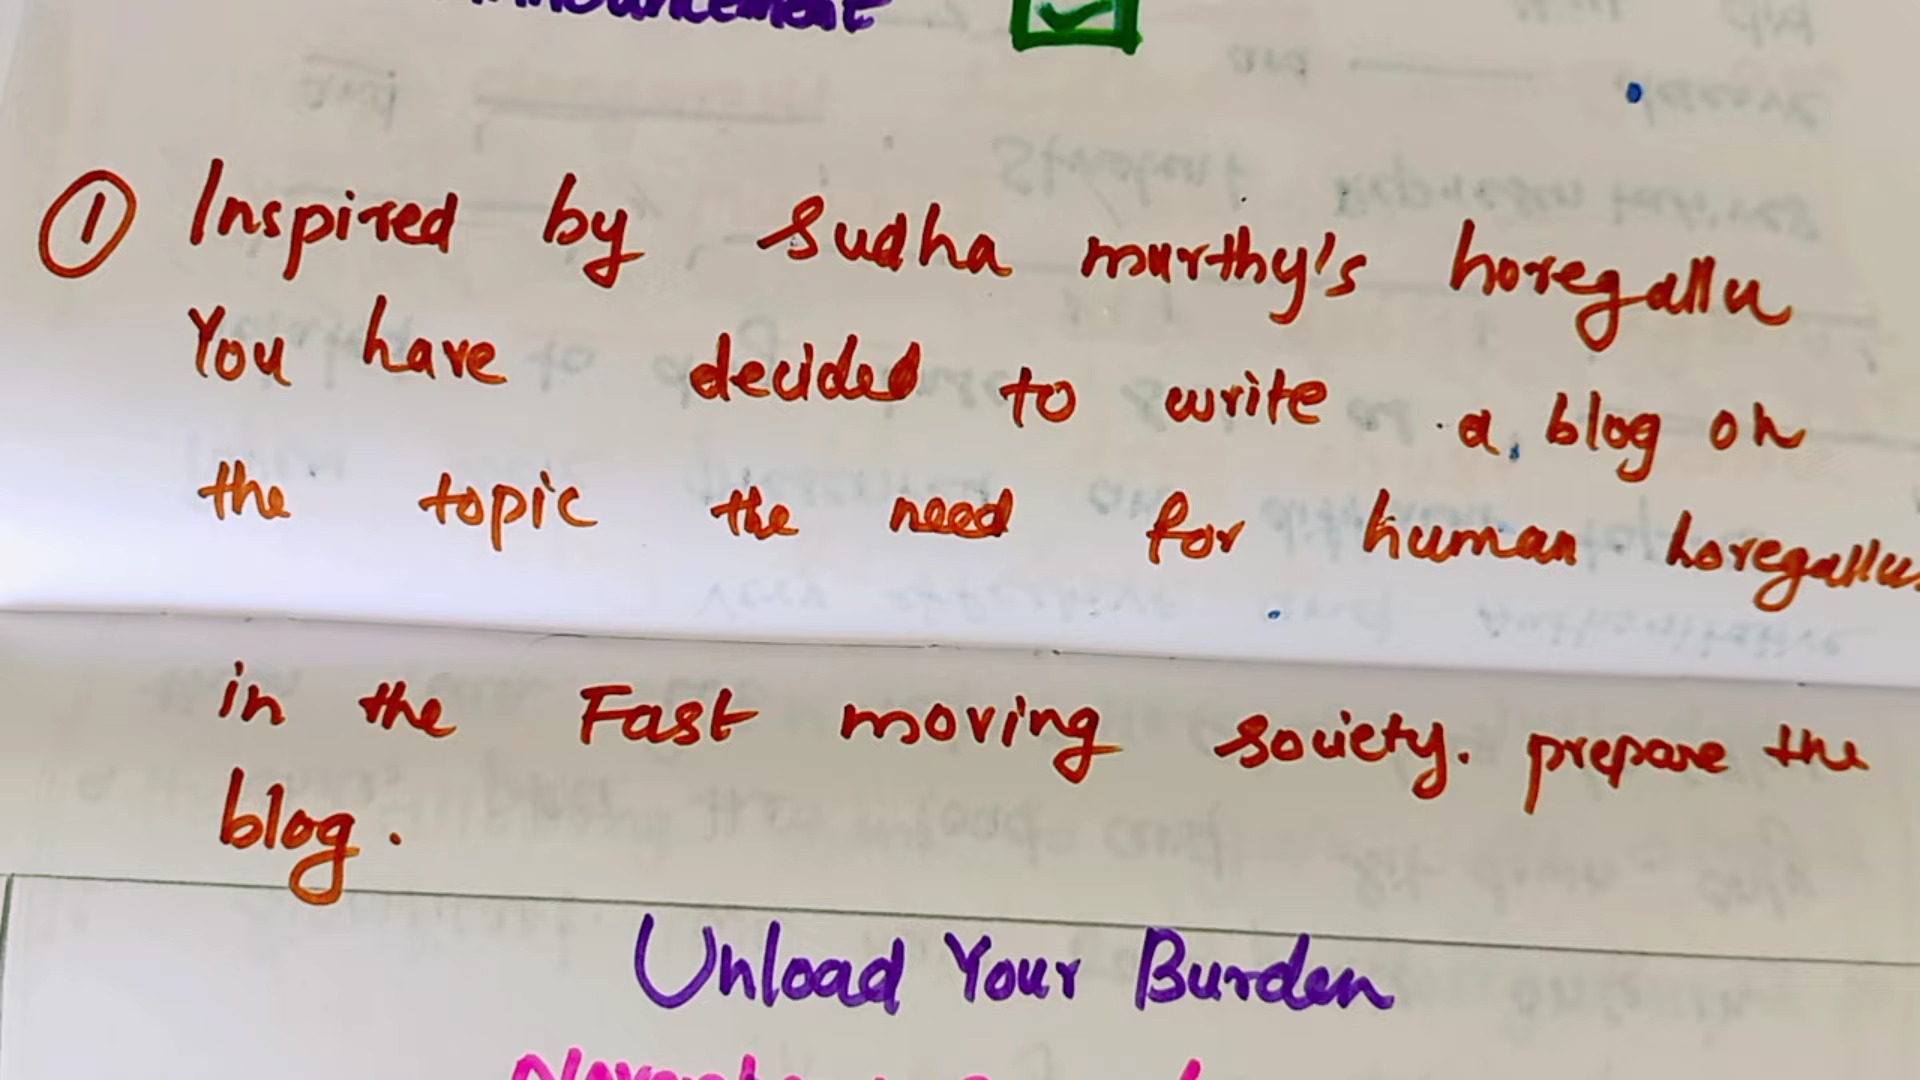 ① Inspired by Sudha murthy's horegallu
You have decided to write a blog on
the topic the need for human horegallus
in the Fast moving society. prepare the
blog.
Unload Your Burden